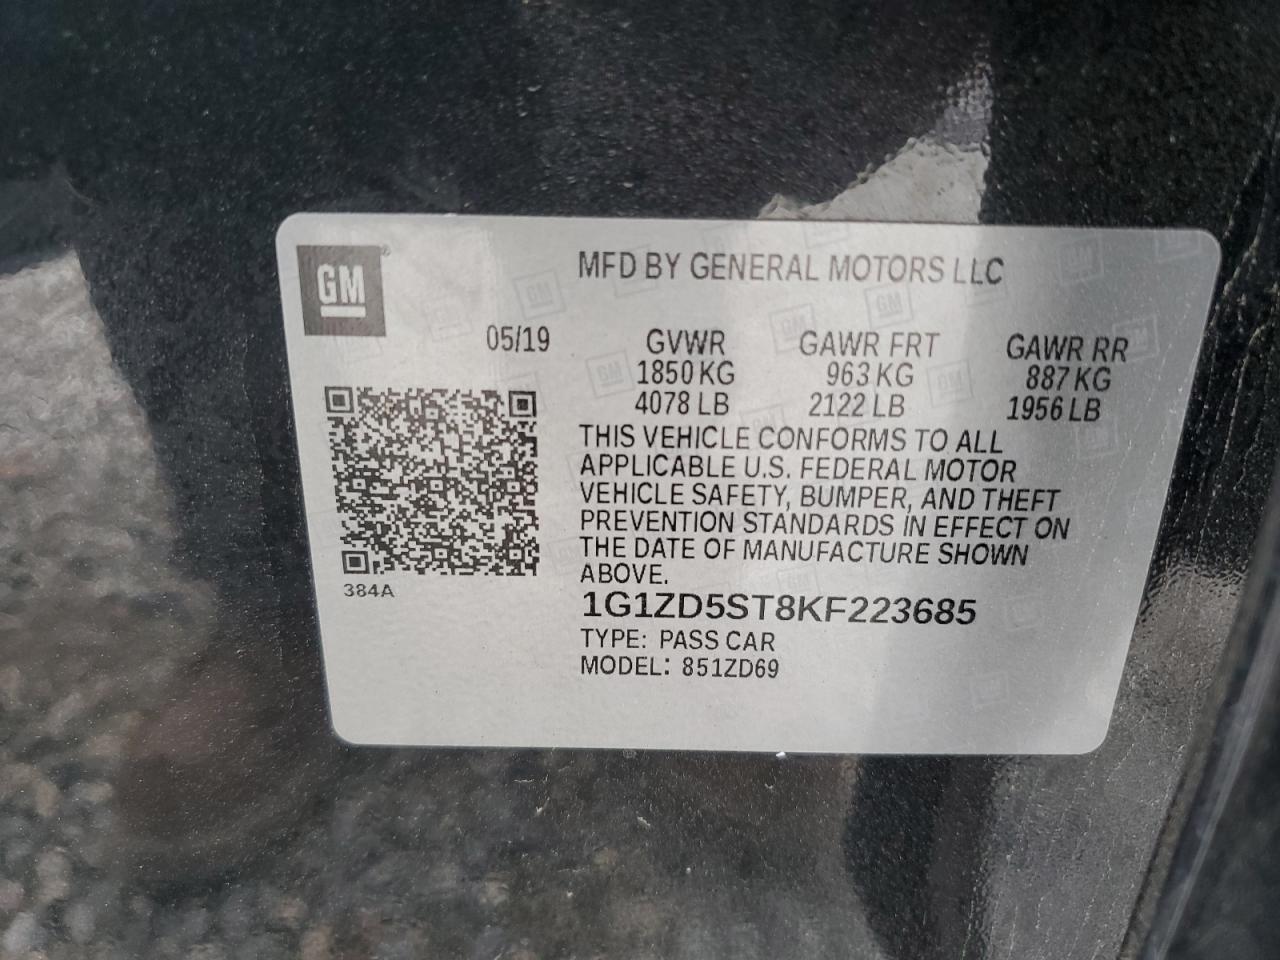 GM
MFD BY GENERAL MOTORS LLC
05/19 GVWR GAWR FRT GAWR RR
1850 KG 963 KG 887 KG
4078 LB 2122 LB 1956 LB
THIS VEHICLE CONFORMS TO ALL
APPLICABLE U.S. FEDERAL MOTOR
VEHICLE SAFETY, BUMPER, AND THEFT
PREVENTION STANDARDS IN EFFECT ON
THE DATE OF MANUFACTURE SHOWN
ABOVE.
384A
1G1ZD5ST8KF223685
TYPE: PASS CAR
MODEL: 851ZD69